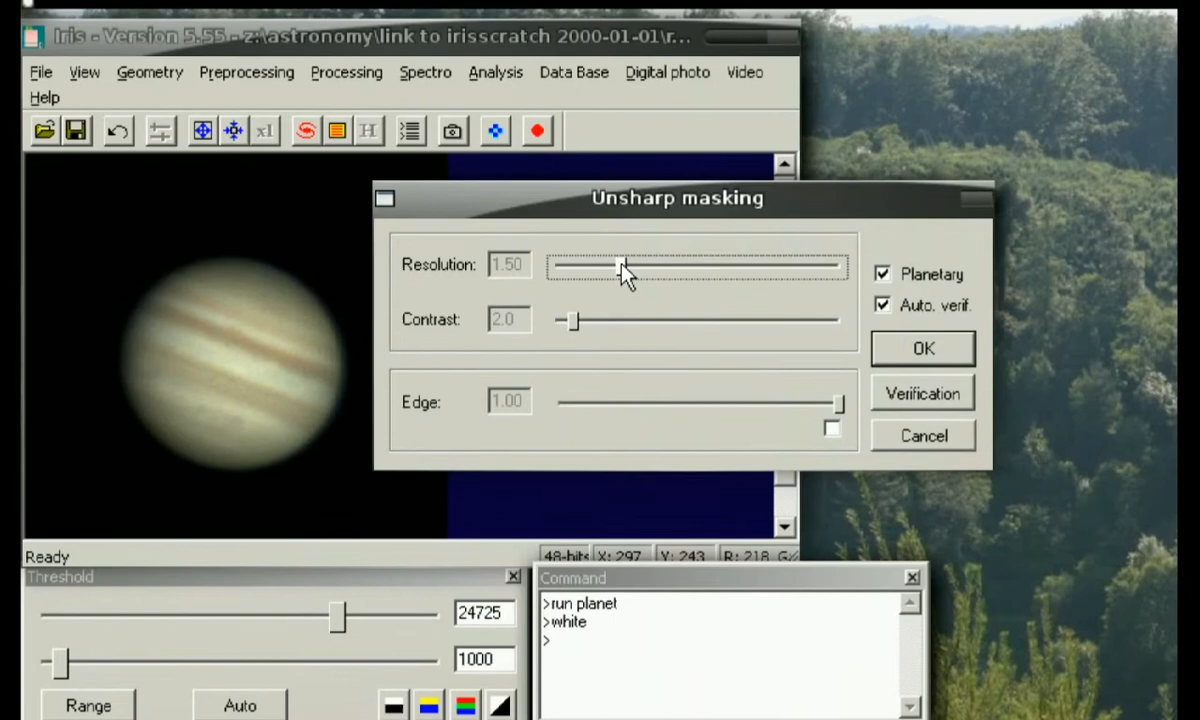 Iris - Version 5.55 - z:\astronomy\link to irisscratch 2000-01-01\r...
File View Geometry Preprocessing Processing Spectro Analysis Data Base Digital photo Video
Help
x1 H
Unsharp masking
Resolution: 1.50
Planetary
Contrast: 2.0
Auto. verif.
OK
Edge: 1.00
Verification
Cancel
Ready
48-bits X: 297 Y: 243 R: 218
Threshold
24725
1000
Range Auto
Command
>run planet
>white
>